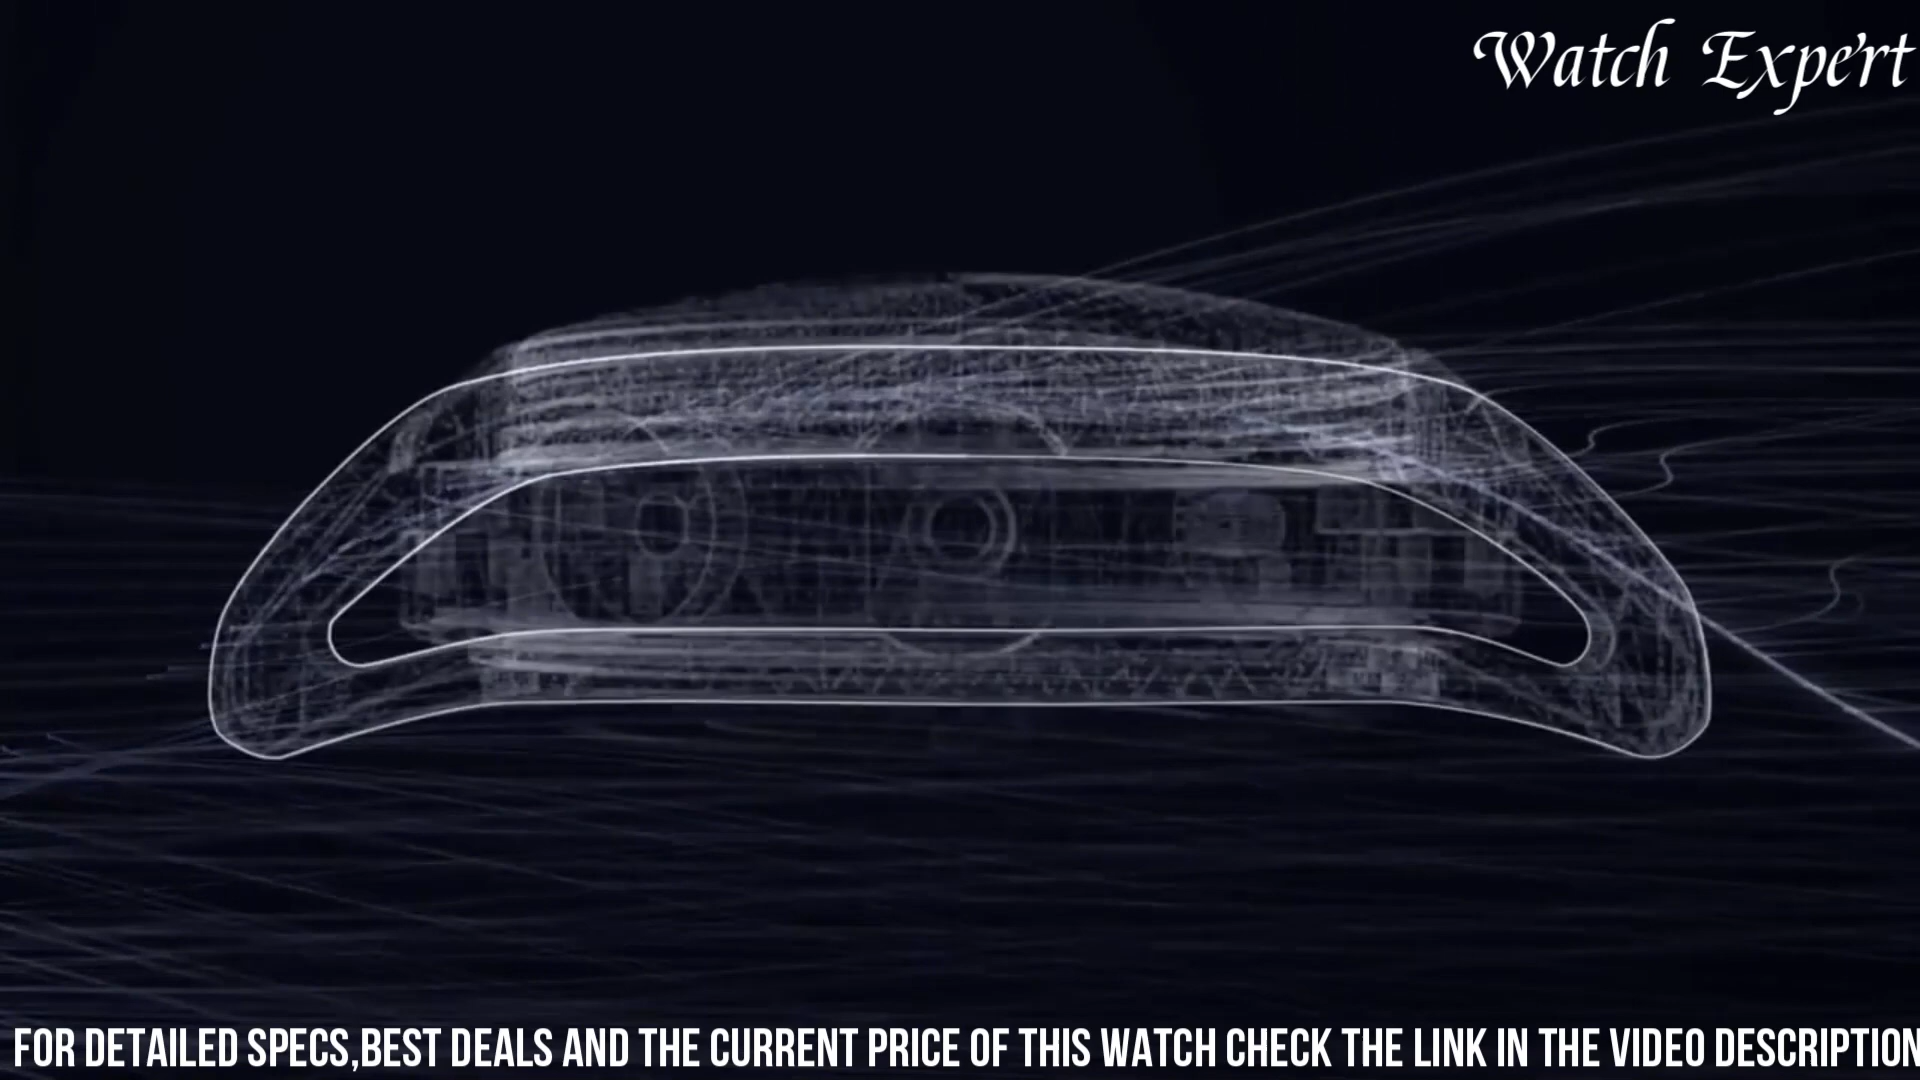 Watch Expert
FOR DETAILED SPECS,BEST DEALS AND THE CURRENT PRICE OF THIS WATCH CHECK THE LINK IN THE VIDEO DESCRIPTION